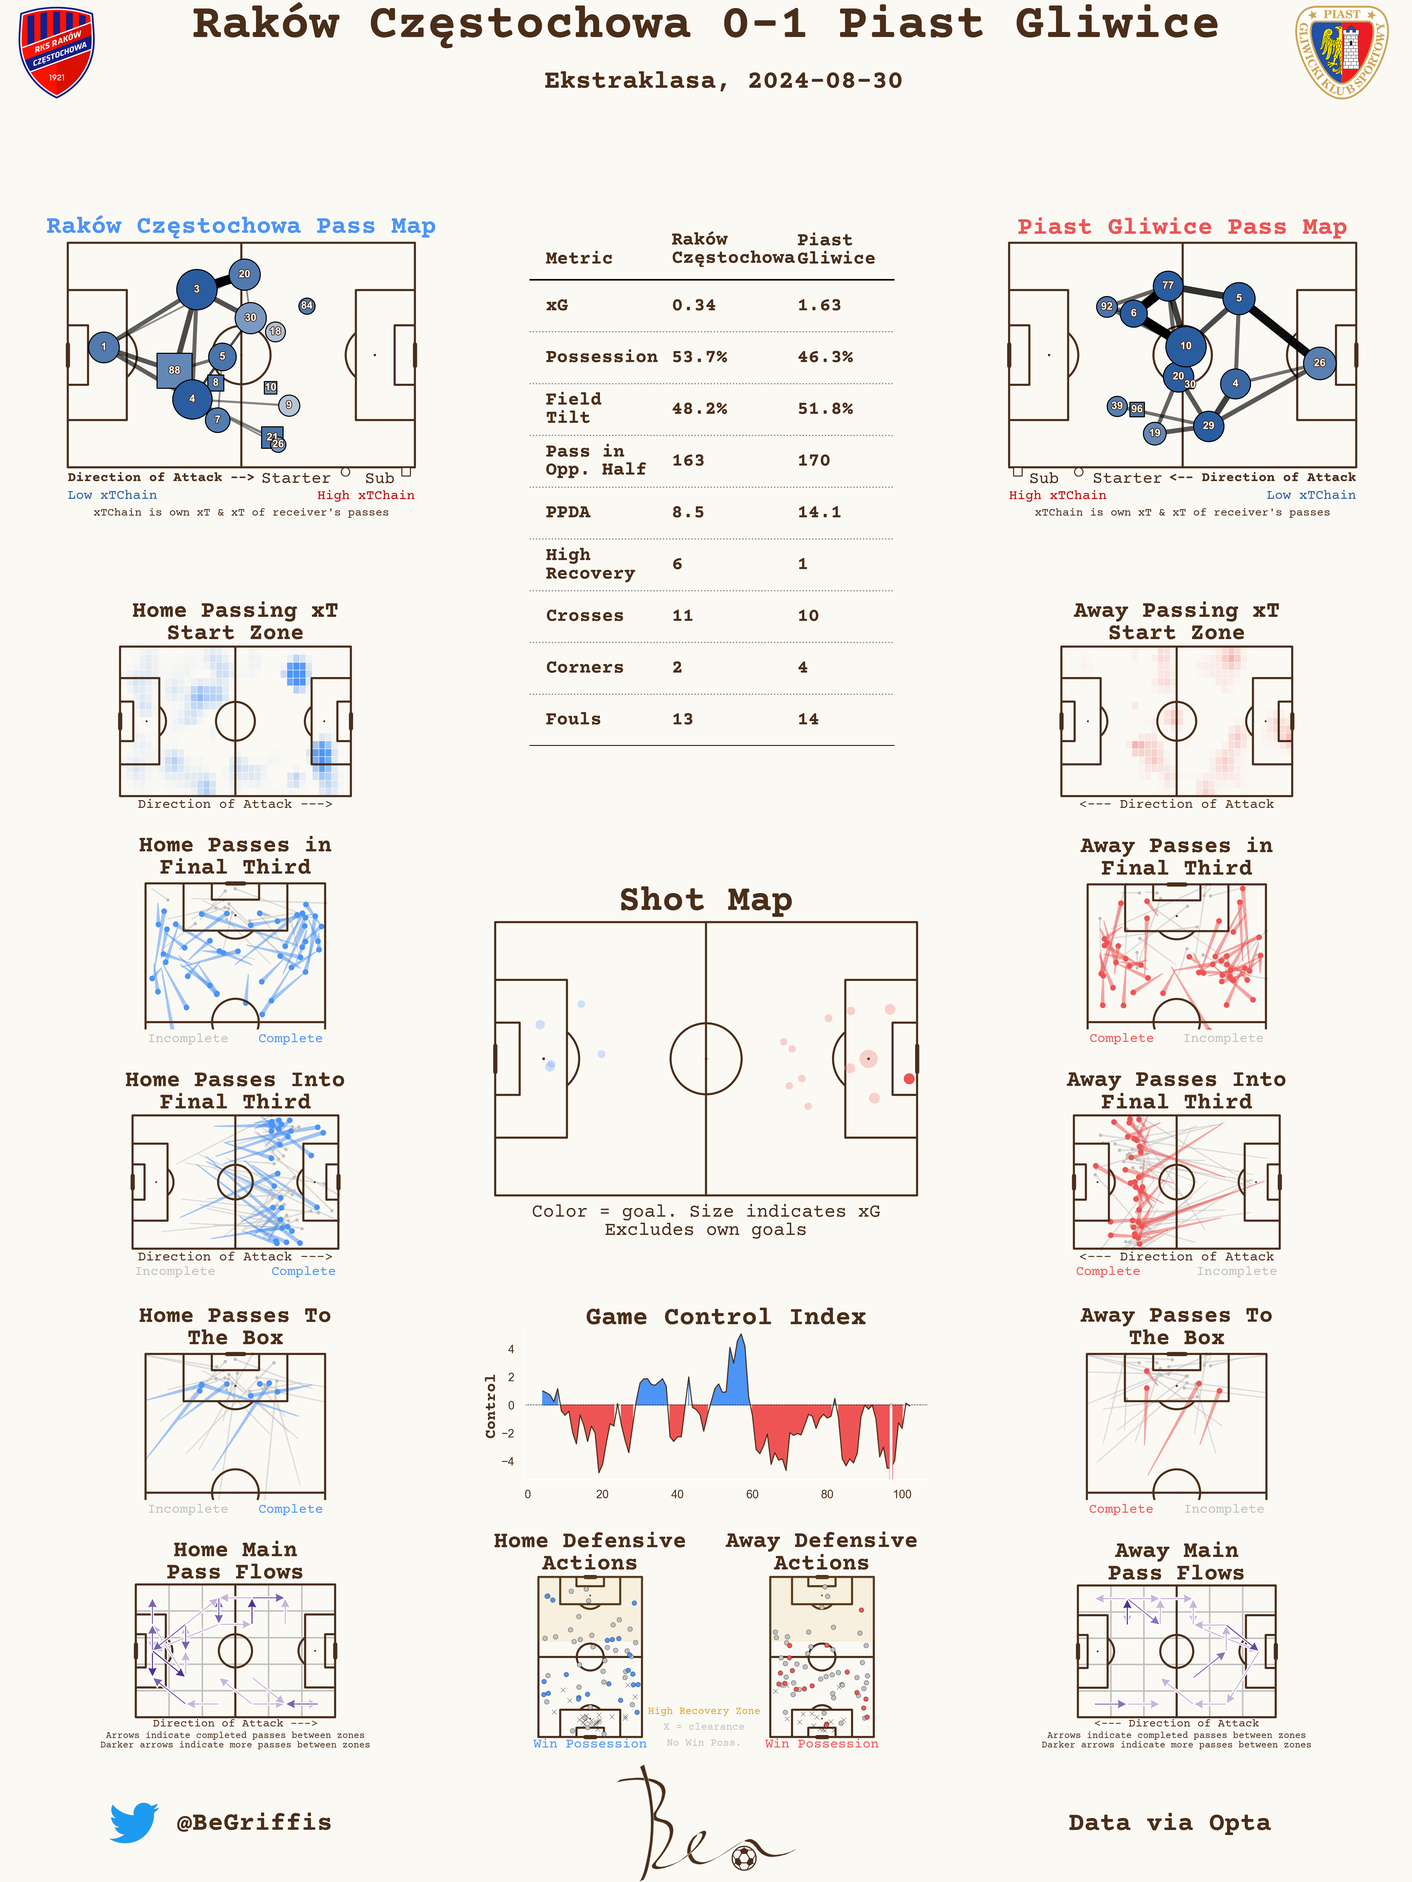 Raków Częstochowa 0-1 Piast Gliwice
Ekstraklasa, 2024-08-30
RKS RAKÓW
CZĘSTOCHOWA
1921
PIAST
GLIWICKI KLUB SPORTOWY
Raków Częstochowa Pass Map
3
20
84
30
18
1
5
88
8
10
4
9
7
21
26
Direction of Attack --> Starter Sub
Low xTChain High xTChain
xTChain is own xT & xT of receiver's passes
Metric Raków Częstochowa Piast Gliwice
xG 0.34 1.63
Possession 53.7% 46.3%
Field Tilt 48.2% 51.8%
Pass in Opp. Half 163 170
PPDA 8.5 14.1
High Recovery 6 1
Crosses 11 10
Corners 2 4
Fouls 13 14
Piast Gliwice Pass Map
77
92
6
5
10
26
20
30
4
39
96
19
29
Sub Starter <-- Direction of Attack
High xTChain Low xTChain
xTChain is own xT & xT of receiver's passes
Home Passing xT
Start Zone
Direction of Attack --->
Away Passing xT
Start Zone
<--- Direction of Attack
Home Passes in
Final Third
Incomplete Complete
Away Passes in
Final Third
Complete Incomplete
Shot Map
Color = goal. Size indicates xG
Excludes own goals
Home Passes Into
Final Third
Direction of Attack --->
Incomplete Complete
Away Passes Into
Final Third
<--- Direction of Attack
Complete Incomplete
Home Passes To
The Box
Incomplete Complete
Game Control Index
Control
4
2
0
−2
−4
0 20 40 60 80 100
Away Passes To
The Box
Complete Incomplete
Home Main
Pass Flows
Direction of Attack --->
Arrows indicate completed passes between zones
Darker arrows indicate more passes between zones
Home Defensive
Actions
Win Possession
Away Defensive
Actions
Win Possession
High Recovery Zone
X = clearance
No Win Poss.
Away Main
Pass Flows
<--- Direction of Attack
Arrows indicate completed passes between zones
Darker arrows indicate more passes between zones
@BeGriffis
Ben
Data via Opta